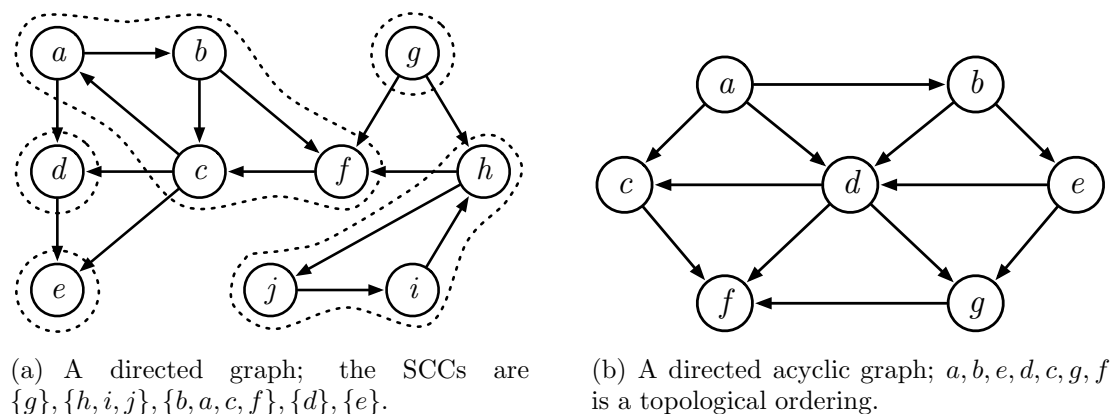 a b g
d c f h
e j i
a b
c d e
f g
(a) A directed graph; the SCCs are
{g}, {h, i, j}, {b, a, c, f}, {d}, {e}.
(b) A directed acyclic graph; a, b, e, d, c, g, f
is a topological ordering.